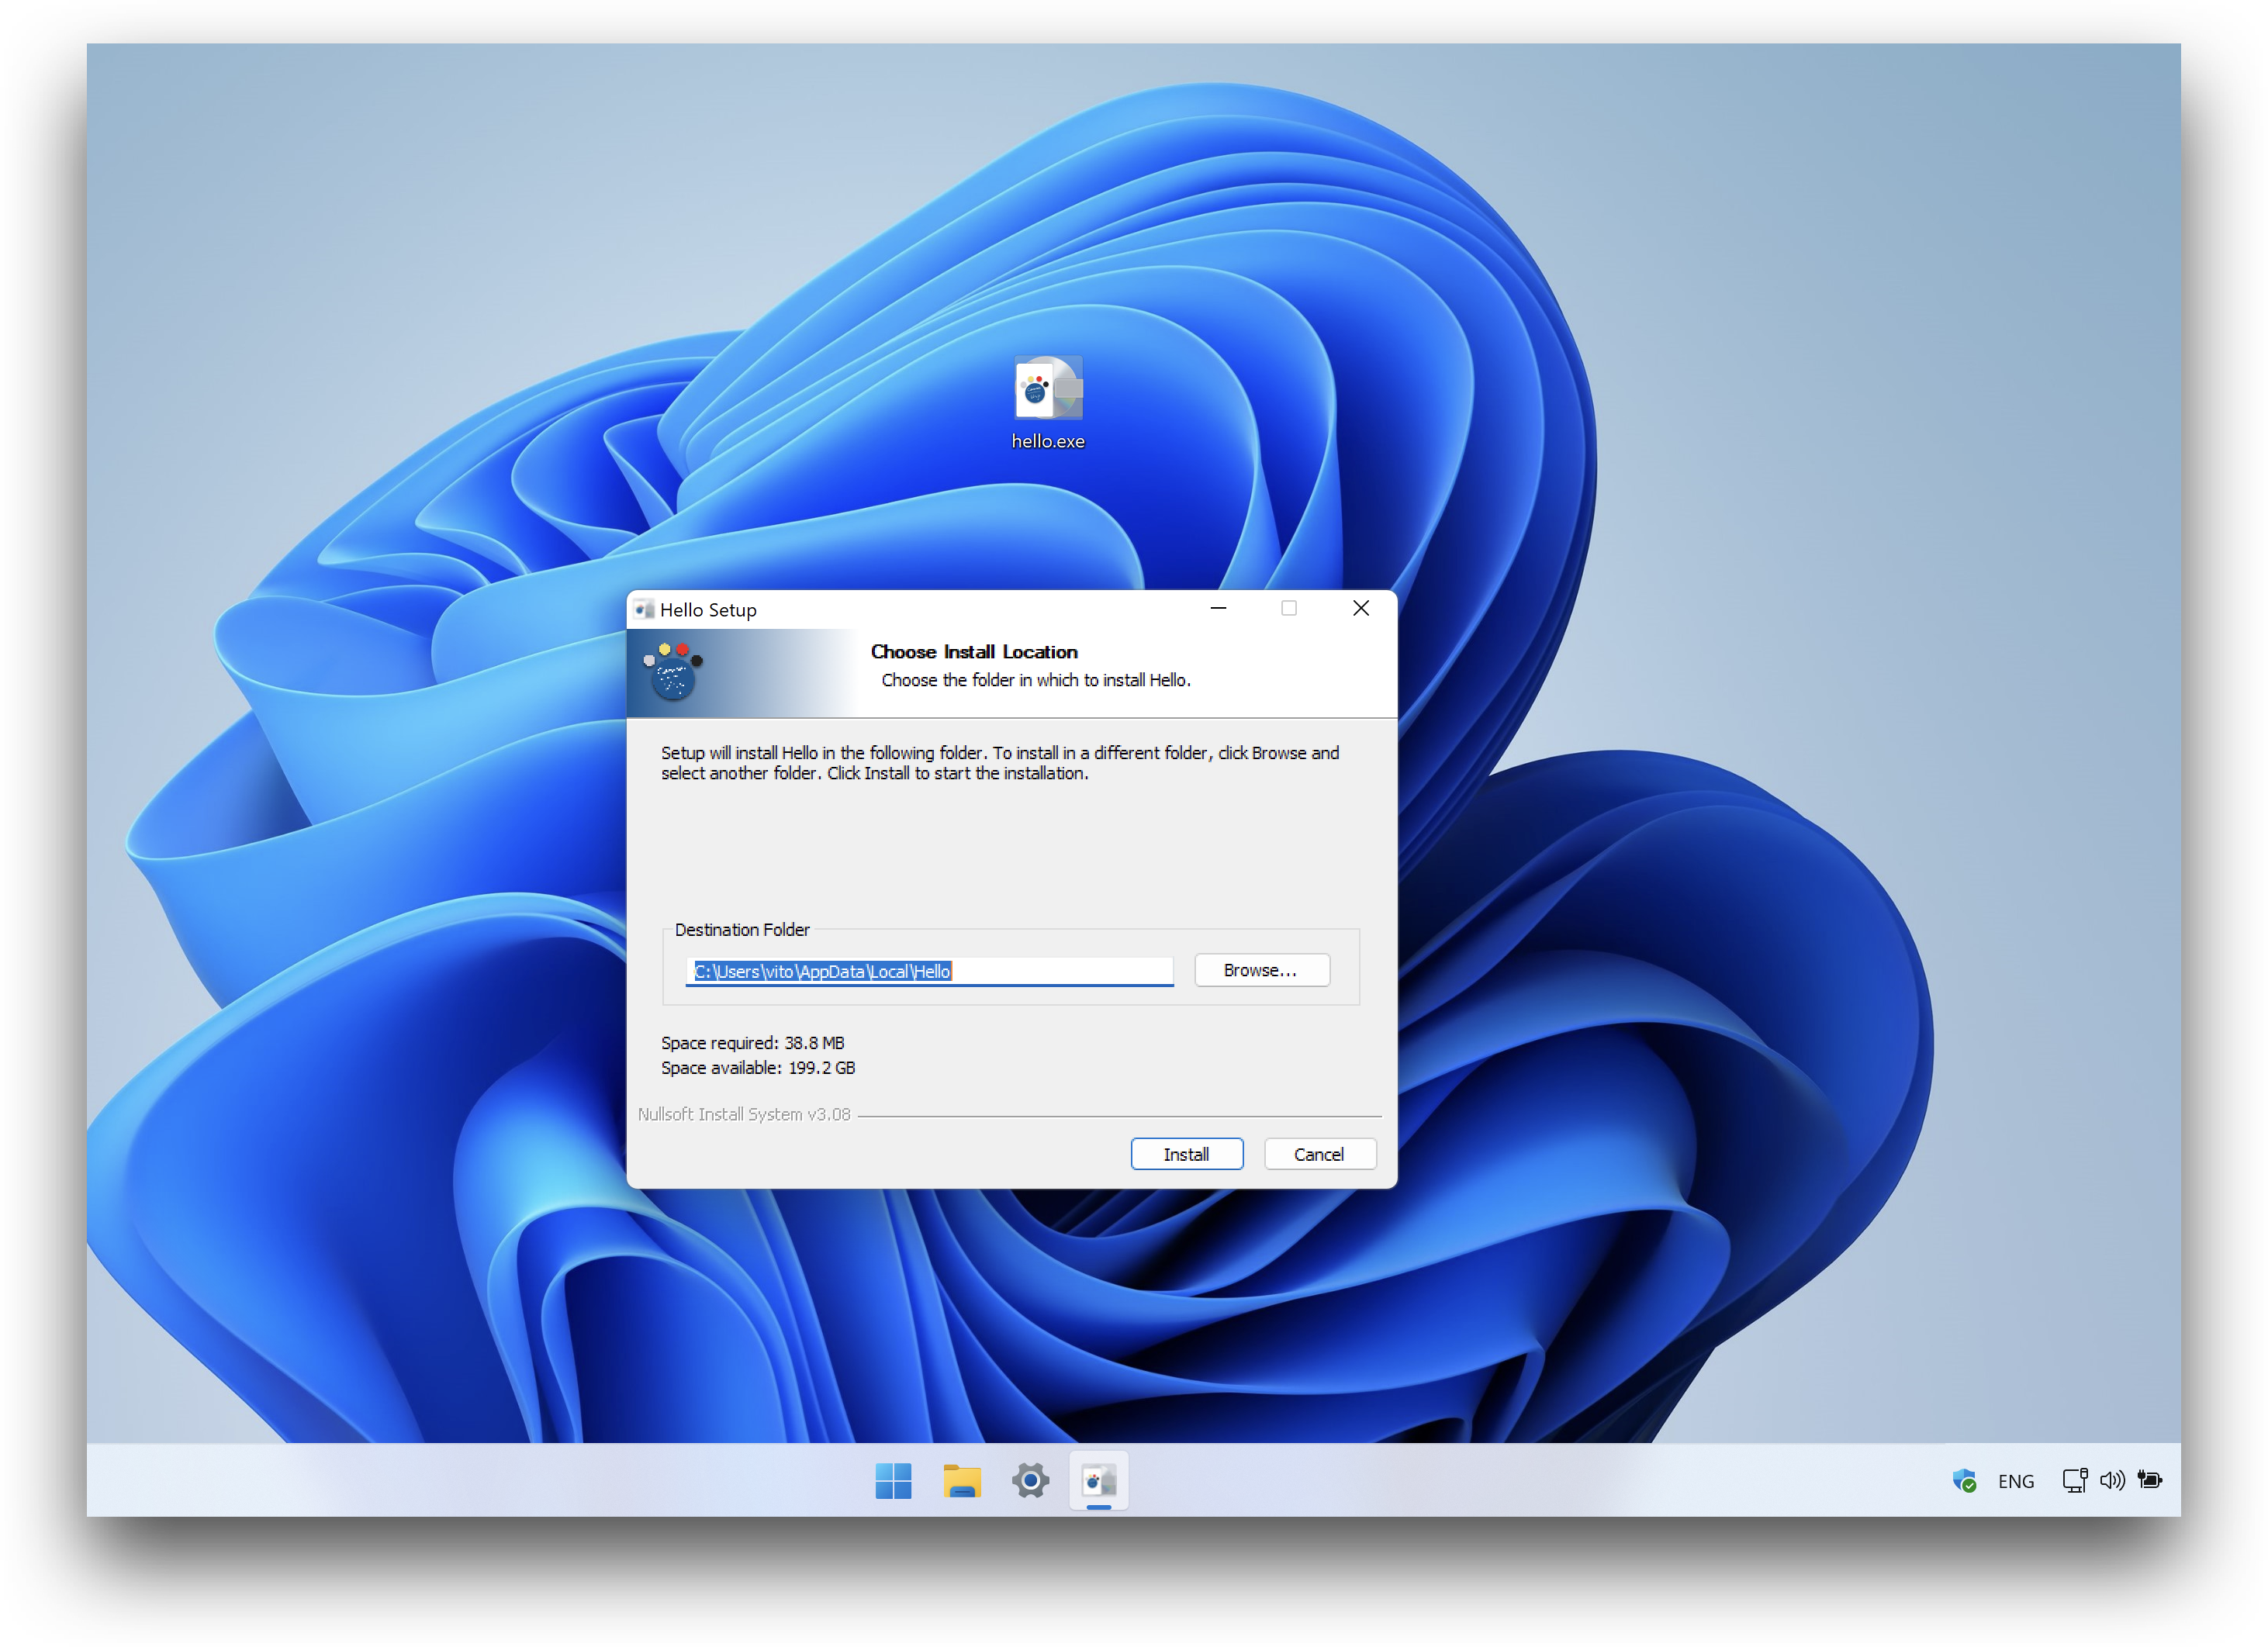 hello.exe
Hello Setup
Choose Install Location
Choose the folder in which to install Hello.
Setup will install Hello in the following folder. To install in a different folder, click Browse and
select another folder. Click Install to start the installation.
Destination Folder
C:\Users\vito\AppData\Local\Hello
Browse...
Space required: 38.8 MB
Space available: 199.2 GB
Nullsoft Install System v3.08
Install
Cancel
ENG